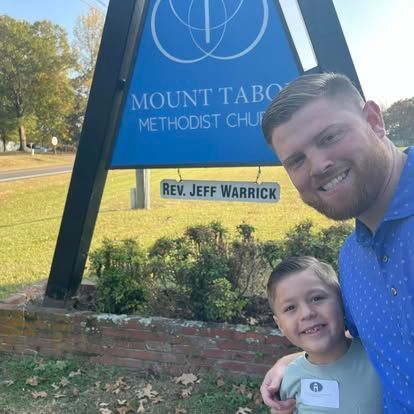 MOUNT TABO
METHODIST CHU
REV. JEFF WARRICK